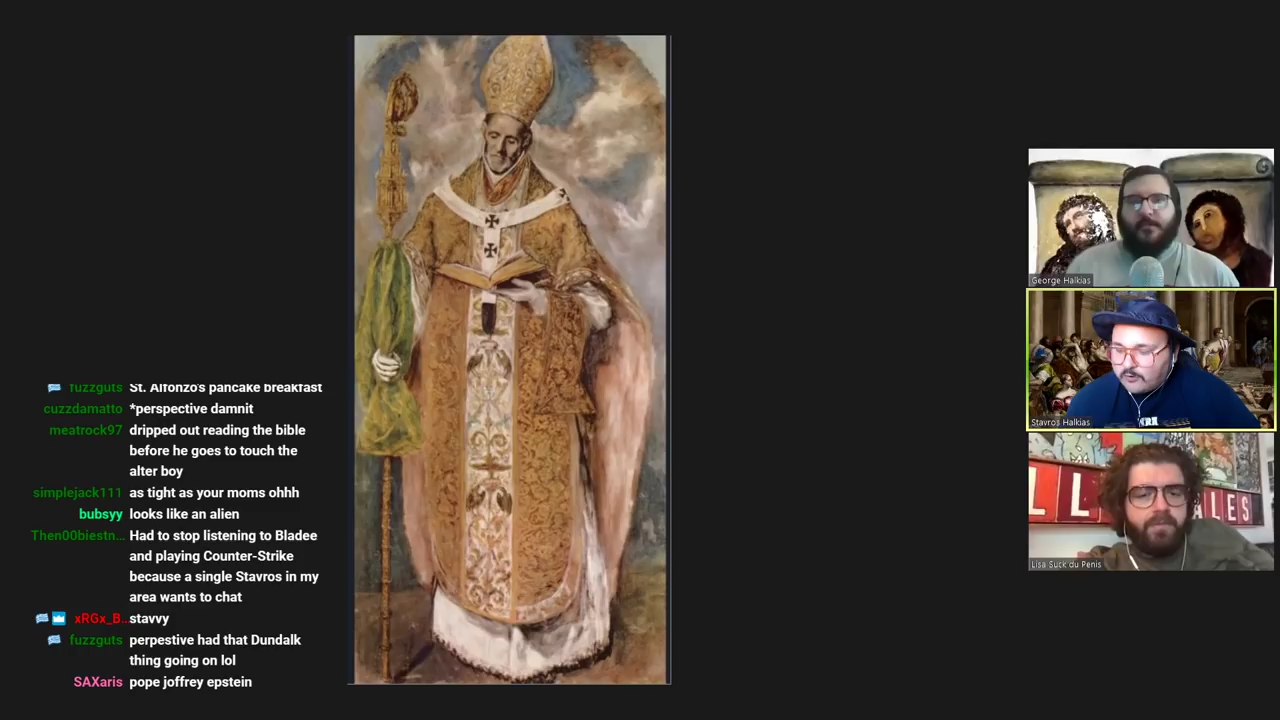 fuzzguts St. Alfonzo's pancake breakfast
cuzzdamatto *perspective damnit
meatrock97 dripped out reading the bible
before he goes to touch the
alter boy
simplejack111 as tight as your moms ohhh
bubsyy looks like an alien
Then00biestn... Had to stop listening to Bladee
and playing Counter-Strike
because a single Stavros in my
area wants to chat
xRGx_B... stavvy
fuzzguts perpestive had that Dundalk
thing going on lol
SAXaris pope joffrey epstein
George Halkias
Stavros Halkias
L L
ALES
Lisa Suck du Penis